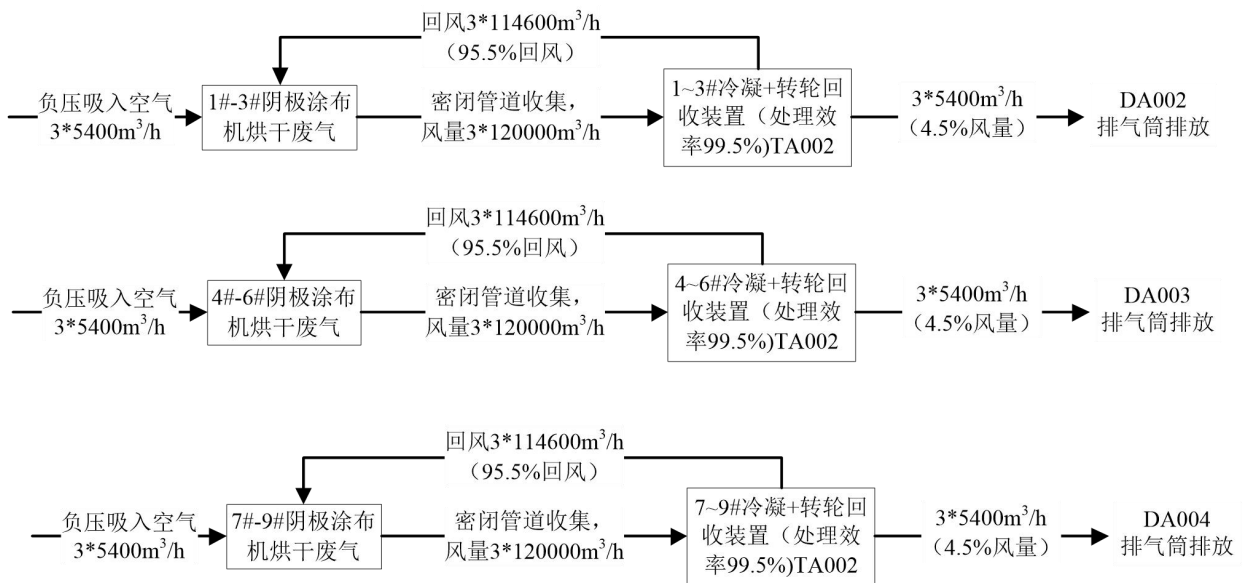 回风3*114600m³/h
（95.5%回风）
负压吸入空气
3*5400m³/h
1#-3#阴极涂布
机烘干废气
密闭管道收集，
风量3*120000m³/h
1~3#冷凝+转轮回
收装置（处理效
率99.5%)TA002
3*5400m³/h
（4.5%风量）
DA002
排气筒排放
回风3*114600m³/h
（95.5%回风）
负压吸入空气
3*5400m³/h
4#-6#阴极涂布
机烘干废气
密闭管道收集，
风量3*120000m³/h
4~6#冷凝+转轮回
收装置（处理效
率99.5%)TA002
3*5400m³/h
（4.5%风量）
DA003
排气筒排放
回风3*114600m³/h
（95.5%回风）
负压吸入空气
3*5400m³/h
7#-9#阴极涂布
机烘干废气
密闭管道收集，
风量3*120000m³/h
7~9#冷凝+转轮回
收装置（处理效
率99.5%)TA002
3*5400m³/h
（4.5%风量）
DA004
排气筒排放